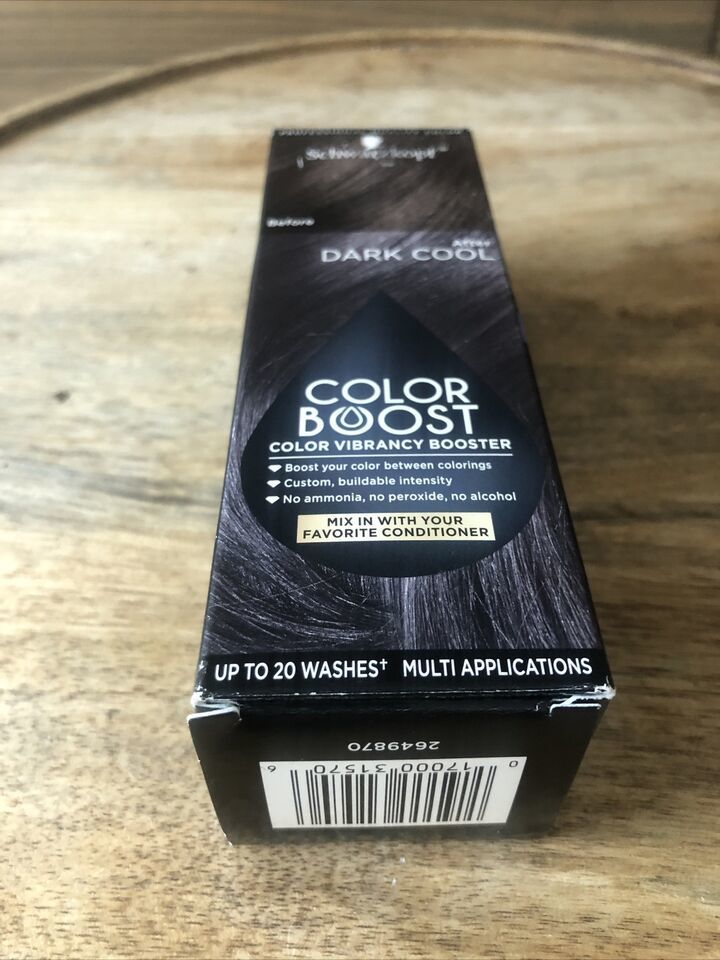 Schwarzkopf
Before
After
DARK COOL
COLOR
BOOST
COLOR VIBRANCY BOOSTER
Boost your color between colorings
Custom, buildable intensity
No ammonia, no peroxide, no alcohol
MIX IN WITH YOUR
FAVORITE CONDITIONER
UP TO 20 WASHES† MULTI APPLICATIONS
2649870
0 17000 31570 6